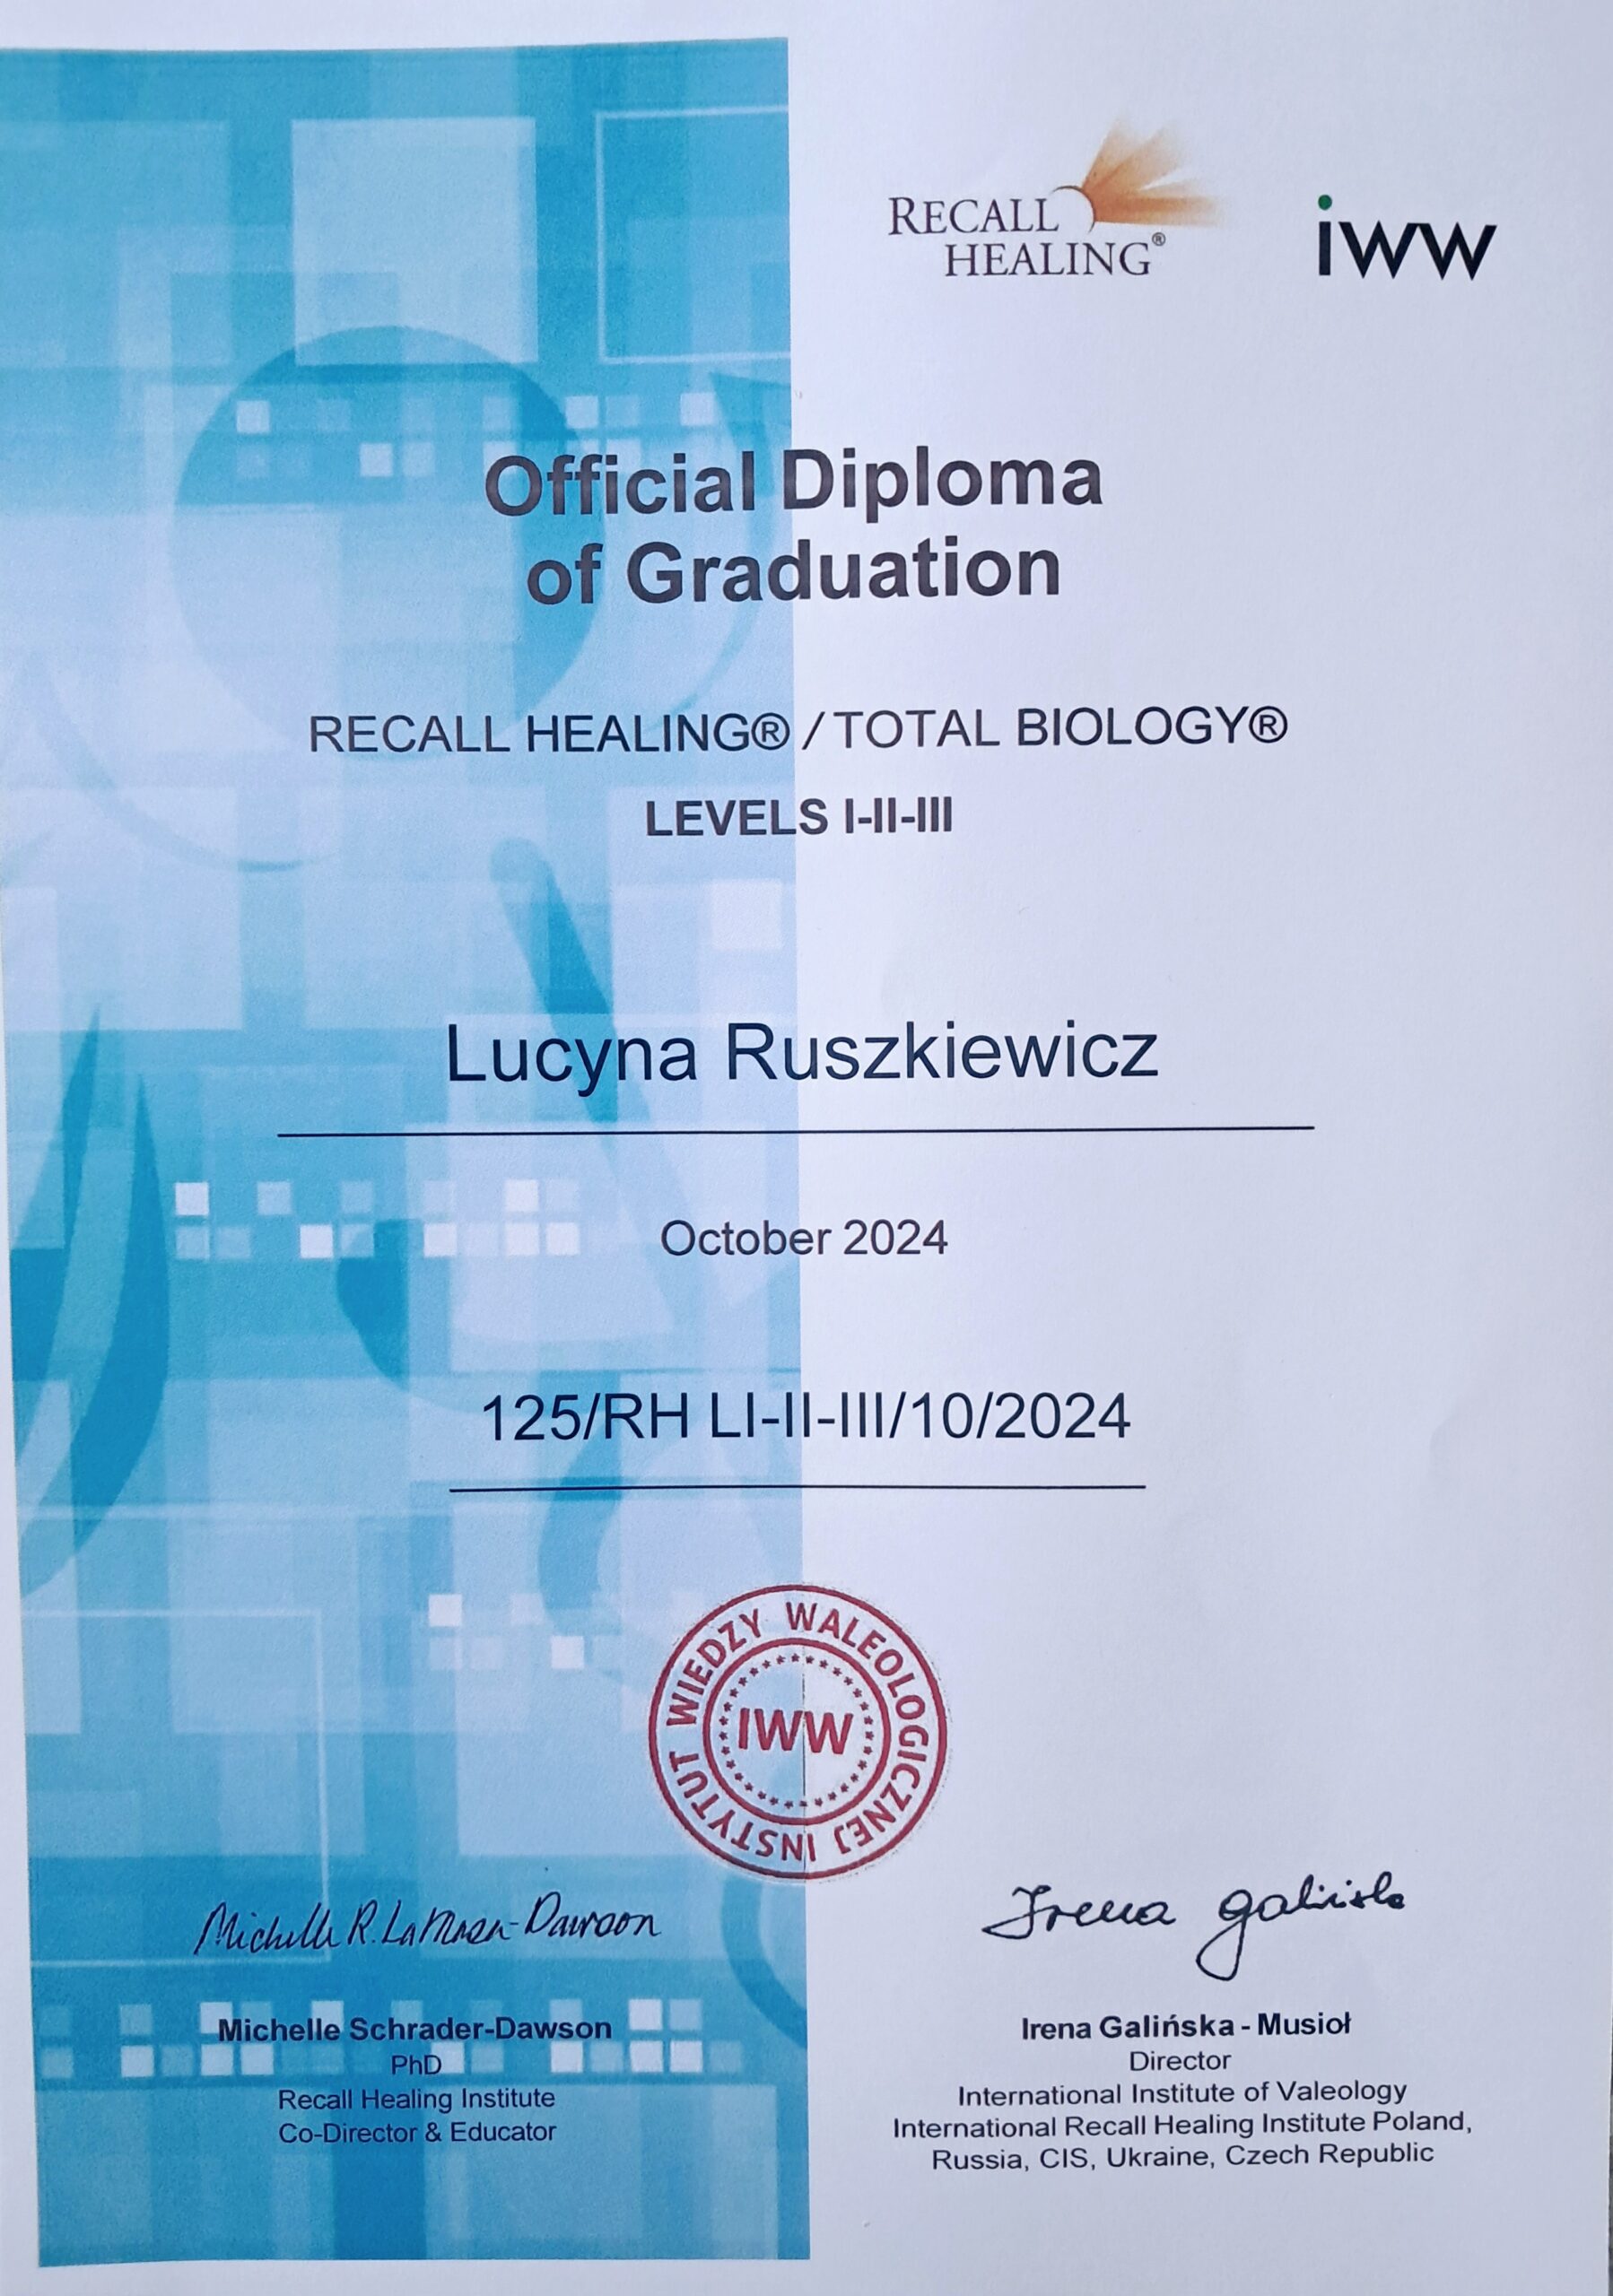 RECALL
HEALING®
iww
Official Diploma
of Graduation
RECALL HEALING® / TOTAL BIOLOGY®
LEVELS I-II-III
Lucyna Ruszkiewicz
October 2024
125/RH LI-II-III/10/2024
INSTYTUT WIEDZY WALEOLOGICZNEJ
IWW
Michelle R. Dawson
Irena
Michelle Schrader-Dawson
PhD
Recall Healing Institute
Co-Director & Educator
Irena Galińska - Musioł
Director
International Institute of Valeology
International Recall Healing Institute Poland,
Russia, CIS, Ukraine, Czech Republic